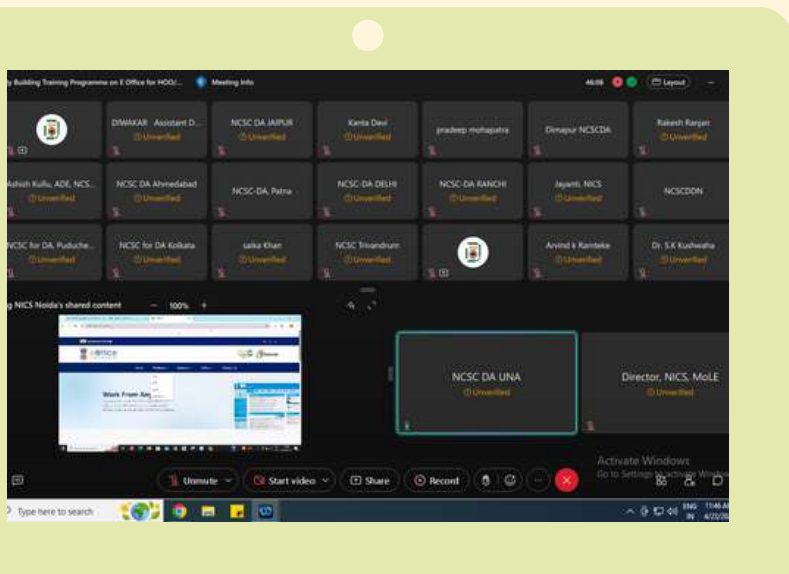 y Building Training Programme on E Office for HOO/... Meeting Info 46:08 Layout
DIWAKAR Assistant D... NCSC DA JAIPUR Kanta Devi pradeep mohapatra Dimapur NCSCDA Rakesh Ranjan
Unverified Unverified Unverified Unverified
Ashish Kullu, ADE, NCS... NCSC DA Ahmedabad NCSC-DA, Patna NCSC-DA DELHI NCSC-DA RANCHI Jayanti, NICS NCSCDDN
Unverified Unverified Unverified Unverified Unverified
NCSC for DA, Puduche... NCSC for DA Kolkata salka Khan NCSC Trivandrum Arvind k Ramteke Dr. S.K Kushwaha
Unverified Unverified Unverified Unverified Unverified Unverified
g NICS Noida's shared content − 100% +
eOffice
Work From Any
NCSC DA UNA Director, NICS, MoLE
Unverified Unverified
Activate Windows
Go to Settings to activate Window
Unmute Start video Share Record
Type here to search
ENG 11:46 A
IN